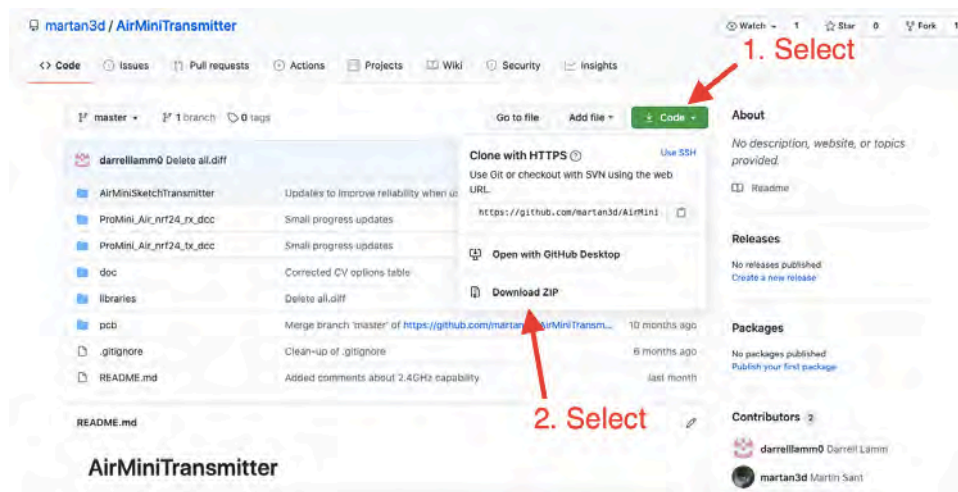 martan3d / AirMiniTransmitter
Watch 1 Star 0 Fork 1
1. Select
Code Issues Pull requests Actions Projects Wiki Security Insights
master 1 branch 0 tags Go to file Add file Code
About
No description, website, or topics
provided.
Readme
darrelllamm0 Delete all.diff
Clone with HTTPS Use SSH
Use Git or checkout with SVN using the web
URL.
https://github.com/martan3d/AirMini
Open with GitHub Desktop
Download ZIP
AirMiniSketchTransmitter Updates to improve reliability when us
ProMini_Air_nrf24_rx_dcc Small progress updates
ProMini_Air_nrf24_tx_dcc Small progress updates
doc Corrected CV options table
libraries Delete all.diff
pcb Merge branch 'master' of https://github.com/martan AirMiniTransm... 10 months ago
.gitignore Clean-up of .gitignore 6 months ago
README.md Added comments about 2.4GHz capability last month
Releases
No releases published
Create a new release
Packages
No packages published
Publish your first package
2. Select
README.md
AirMiniTransmitter
Contributors 2
darrelllamm0 Darrell Lamm
martan3d Martin Sant